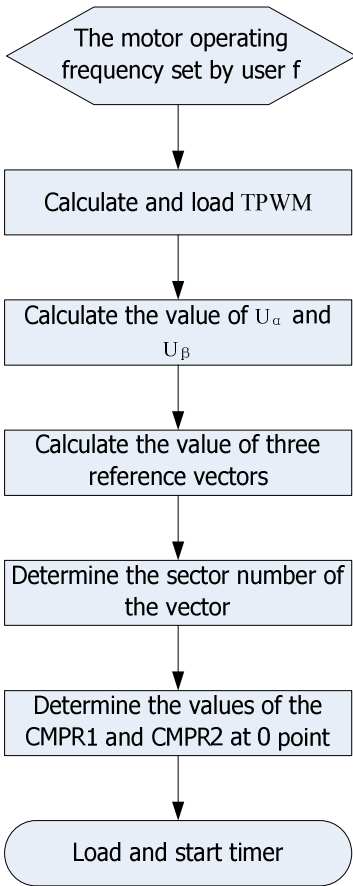 The motor operating
frequency set by user f
Calculate and load TPWM
Calculate the value of Uα and
Uβ
Calculate the value of three
reference vectors
Determine the sector number of
the vector
Determine the values of the
CMPR1 and CMPR2 at 0 point
Load and start timer